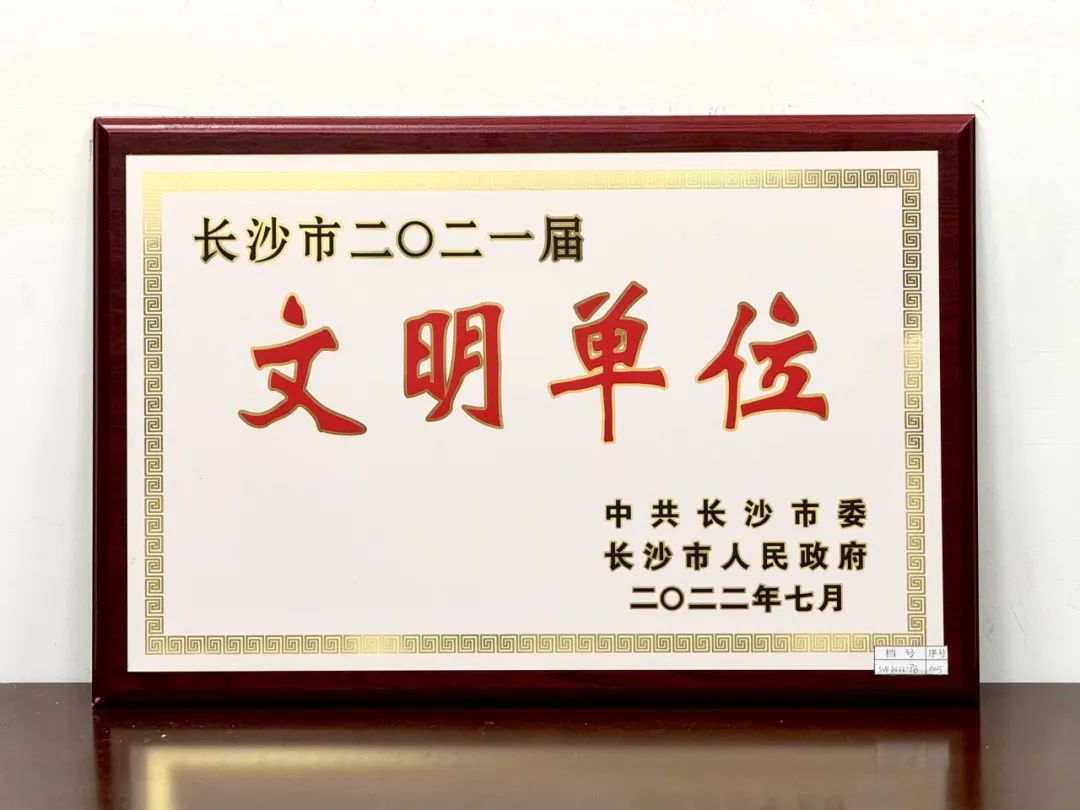 长沙市二〇二一届
文明单位
中共长沙市委
长沙市人民政府
二〇二二年七月
档号 序号